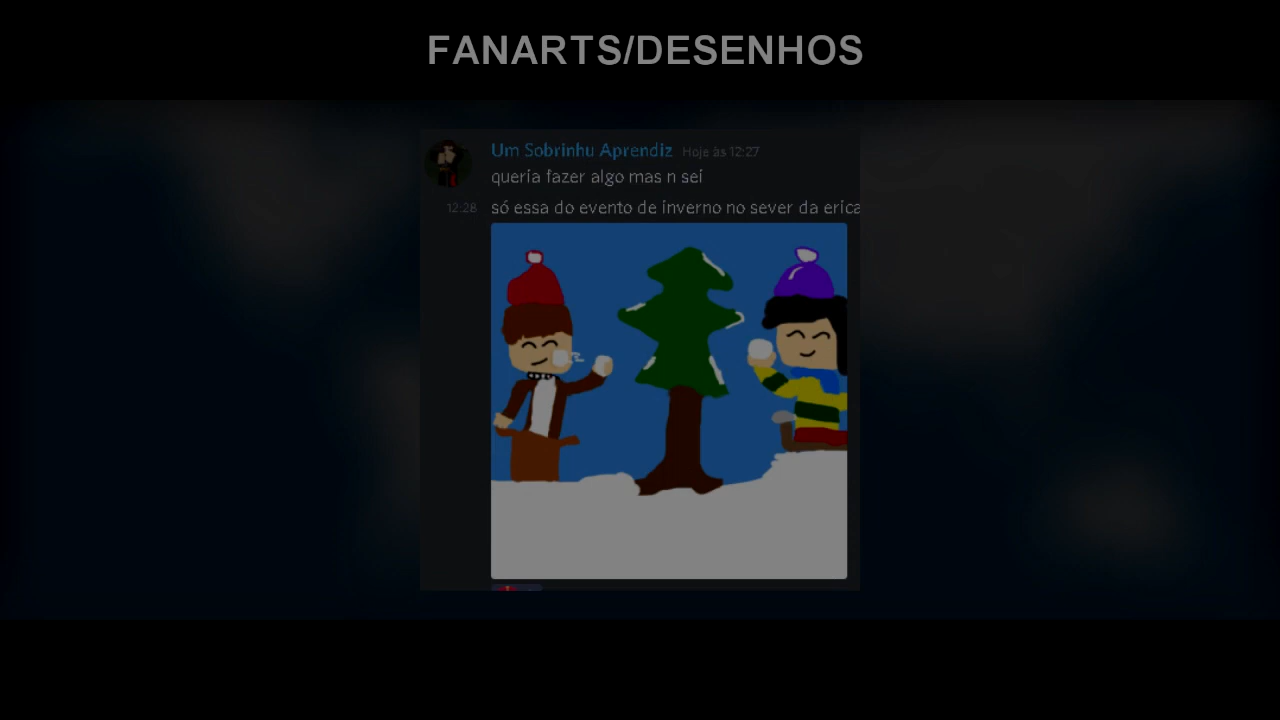 FANARTS/DESENHOS
Um Sobrinhu Aprendiz Hoje às 12:27
queria fazer algo mas n sei
12:28 só essa do evento de inverno no sever da erica